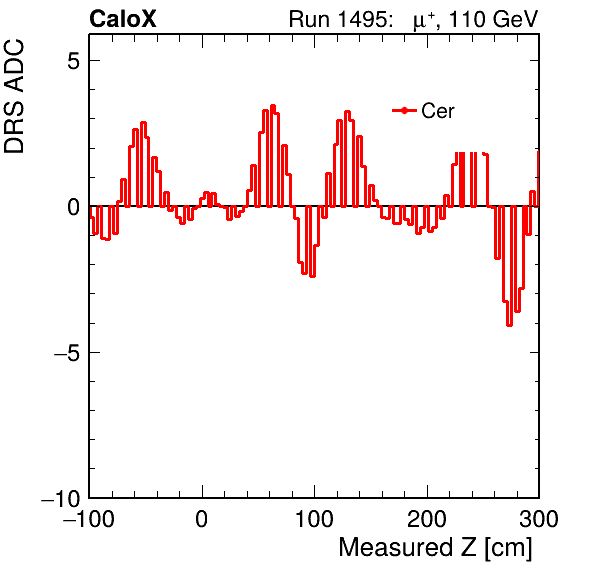 CaloX Run 1495: μ⁺, 110 GeV
DRS ADC
5
0
−5
−10
Cer
−100 0 100 200 300
Measured Z [cm]